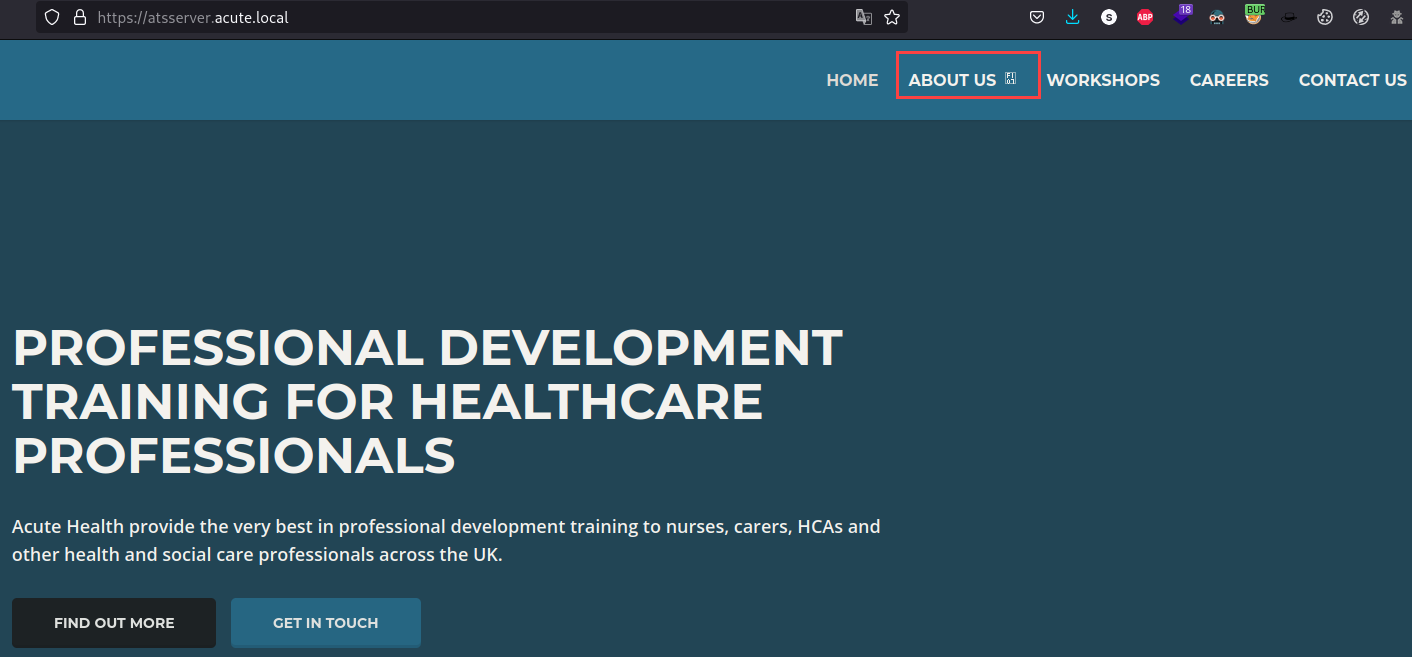 https://atsserver.acute.local
S
ABP
18
BUR
HOME ABOUT US WORKSHOPS CAREERS CONTACT US
PROFESSIONAL DEVELOPMENT
TRAINING FOR HEALTHCARE
PROFESSIONALS
Acute Health provide the very best in professional development training to nurses, carers, HCAs and
other health and social care professionals across the UK.
FIND OUT MORE GET IN TOUCH